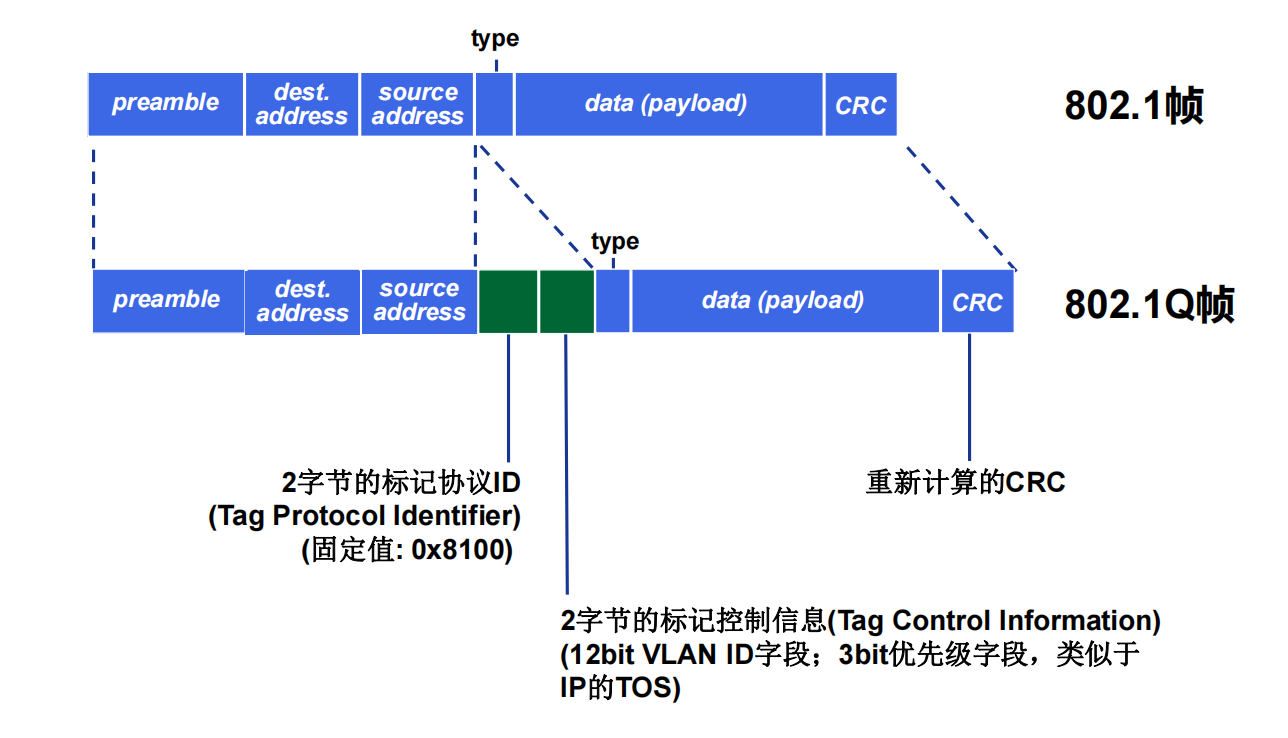 type
preamble
dest.
address
source
address
data (payload)
CRC
802.1帧
type
preamble
dest.
address
source
address
data (payload)
CRC
802.1Q帧
2字节的标记协议ID
(Tag Protocol Identifier)
(固定值: 0x8100)
重新计算的CRC
2字节的标记控制信息(Tag Control Information)
(12bit VLAN ID字段；3bit优先级字段，类似于
IP的TOS)